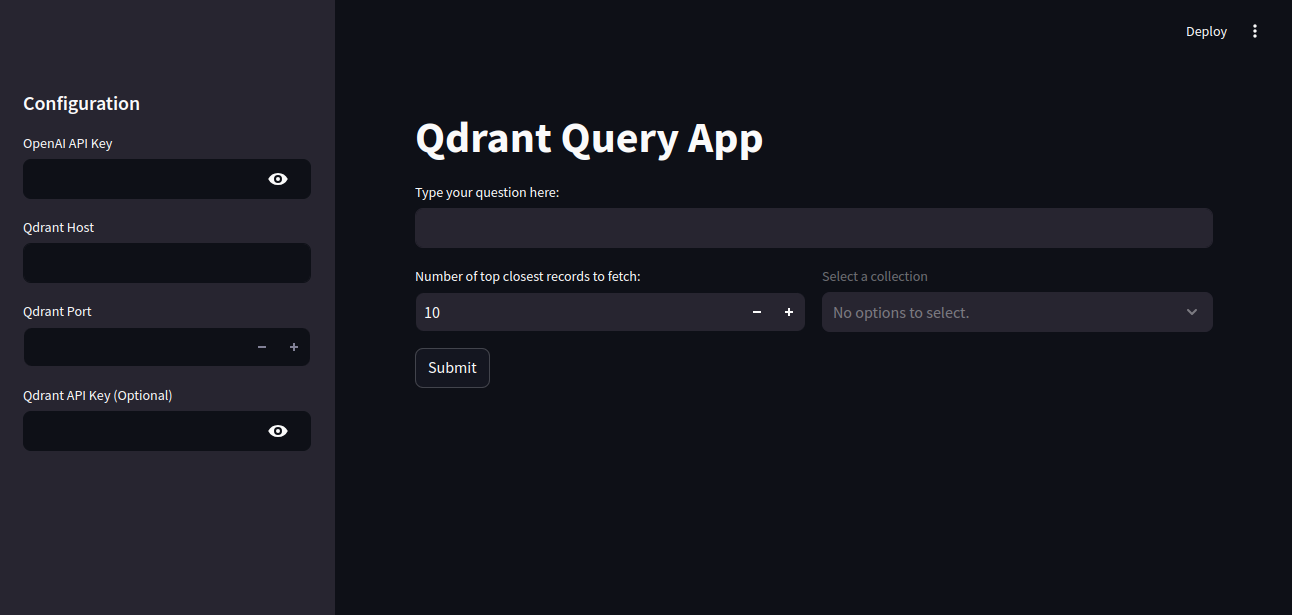 Deploy
Configuration
OpenAI API Key
Qdrant Host
Qdrant Port
Qdrant API Key (Optional)
Qdrant Query App
Type your question here:
Number of top closest records to fetch:
Select a collection
10
No options to select.
Submit